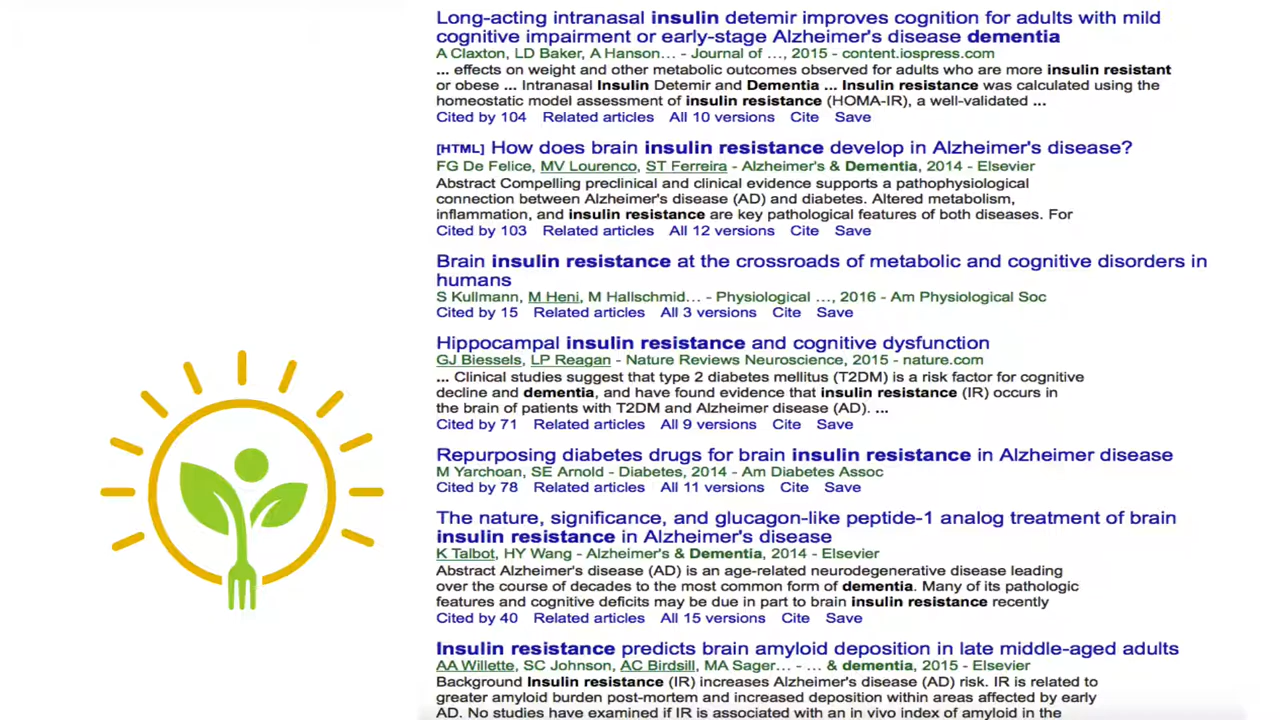 Long-acting intranasal insulin detemir improves cognition for adults with mild
cognitive impairment or early-stage Alzheimer's disease dementia
A Claxton, LD Baker, A Hanson... - Journal of ..., 2015 - content.iospress.com
... effects on weight and other metabolic outcomes observed for adults who are more insulin resistant
or obese ... Intranasal Insulin Detemir and Dementia ... Insulin resistance was calculated using the
homeostatic model assessment of insulin resistance (HOMA-IR), a well-validated ...
Cited by 104 Related articles All 10 versions Cite Save
[HTML] How does brain insulin resistance develop in Alzheimer's disease?
FG De Felice, MV Lourenco, ST Ferreira - Alzheimer's & Dementia, 2014 - Elsevier
Abstract Compelling preclinical and clinical evidence supports a pathophysiological
connection between Alzheimer's disease (AD) and diabetes. Altered metabolism,
inflammation, and insulin resistance are key pathological features of both diseases. For
Cited by 103 Related articles All 12 versions Cite Save
Brain insulin resistance at the crossroads of metabolic and cognitive disorders in
humans
S Kullmann, M Heni, M Hallschmid... - Physiological ..., 2016 - Am Physiological Soc
Cited by 15 Related articles All 3 versions Cite Save
Hippocampal insulin resistance and cognitive dysfunction
GJ Biessels, LP Reagan - Nature Reviews Neuroscience, 2015 - nature.com
... Clinical studies suggest that type 2 diabetes mellitus (T2DM) is a risk factor for cognitive
decline and dementia, and have found evidence that insulin resistance (IR) occurs in
the brain of patients with T2DM and Alzheimer disease (AD). ...
Cited by 71 Related articles All 9 versions Cite Save
Repurposing diabetes drugs for brain insulin resistance in Alzheimer disease
M Yarchoan, SE Arnold - Diabetes, 2014 - Am Diabetes Assoc
Cited by 78 Related articles All 11 versions Cite Save
The nature, significance, and glucagon-like peptide-1 analog treatment of brain
insulin resistance in Alzheimer's disease
K Talbot, HY Wang - Alzheimer's & Dementia, 2014 - Elsevier
Abstract Alzheimer's disease (AD) is an age-related neurodegenerative disease leading
over the course of decades to the most common form of dementia. Many of its pathologic
features and cognitive deficits may be due in part to brain insulin resistance recently
Cited by 40 Related articles All 15 versions Cite Save
Insulin resistance predicts brain amyloid deposition in late middle-aged adults
AA Willette, SC Johnson, AC Birdsill, MA Sager... - ... & dementia, 2015 - Elsevier
Background Insulin resistance (IR) increases Alzheimer's disease (AD) risk. IR is related to
greater amyloid burden post-mortem and increased deposition within areas affected by early
AD. No studies have examined if IR is associated with an in vivo index of amyloid in the